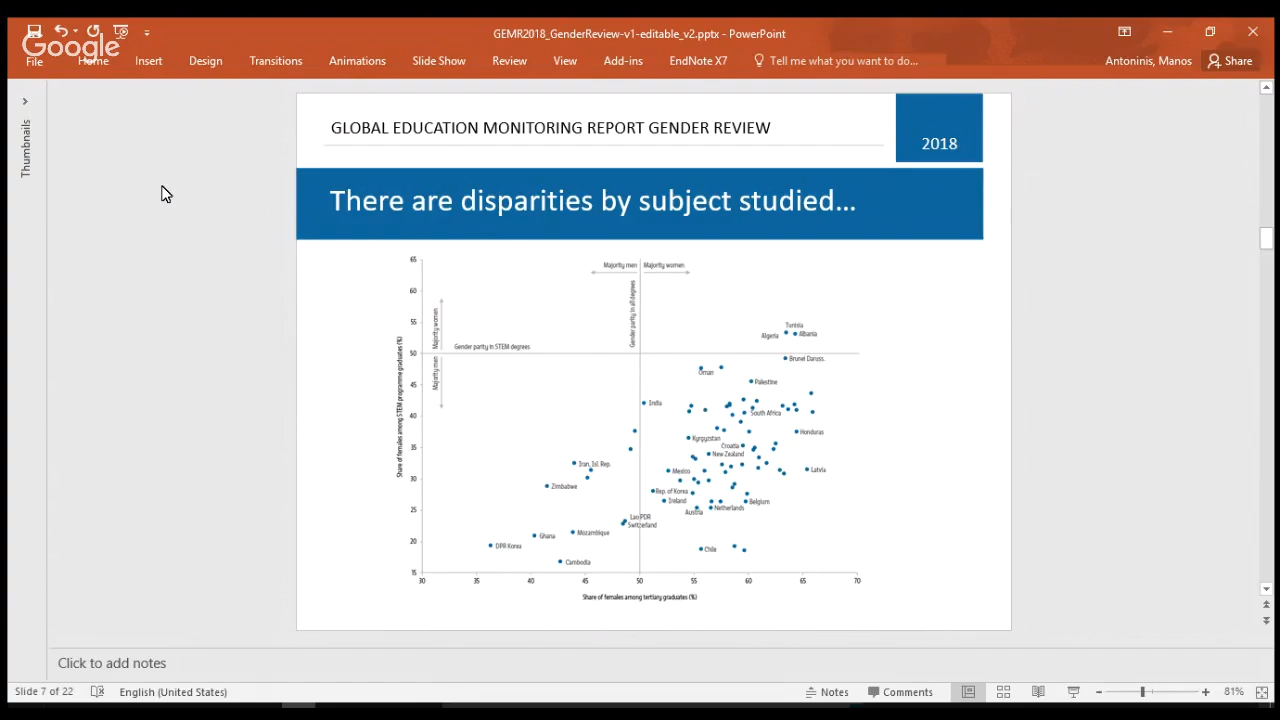 GEMR2018_GenderReview-v1-editable_v2.pptx - PowerPoint
Google
File Home Insert Design Transitions Animations Slide Show Review View Add-ins EndNote X7 Tell me what you want to do... Antoninis, Manos Share
Thumbnails
GLOBAL EDUCATION MONITORING REPORT GENDER REVIEW
2018
There are disparities by subject studied...
65
60
55
50
45
40
35
30
25
20
15
Share of females among STEM programme graduates (%)
Majority women
Majority men
Gender parity in STEM degrees
Majority men
Majority women
Gender parity in all degrees
Tunisia
Algeria
Albania
Brunei Daruss.
Oman
Palestine
India
South Africa
Honduras
Kyrgyzstan
Croatia
New Zealand
Iran, Isl. Rep.
Mexico
Latvia
Zimbabwe
Rep. of Korea
Ireland
Belgium
Netherlands
Austria
Lao PDR
Switzerland
Mozambique
Ghana
DPR Korea
Chile
Cambodia
30 35 40 45 50 55 60 65 70
Share of females among tertiary graduates (%)
Click to add notes
Slide 7 of 22 English (United States) Notes Comments 81%